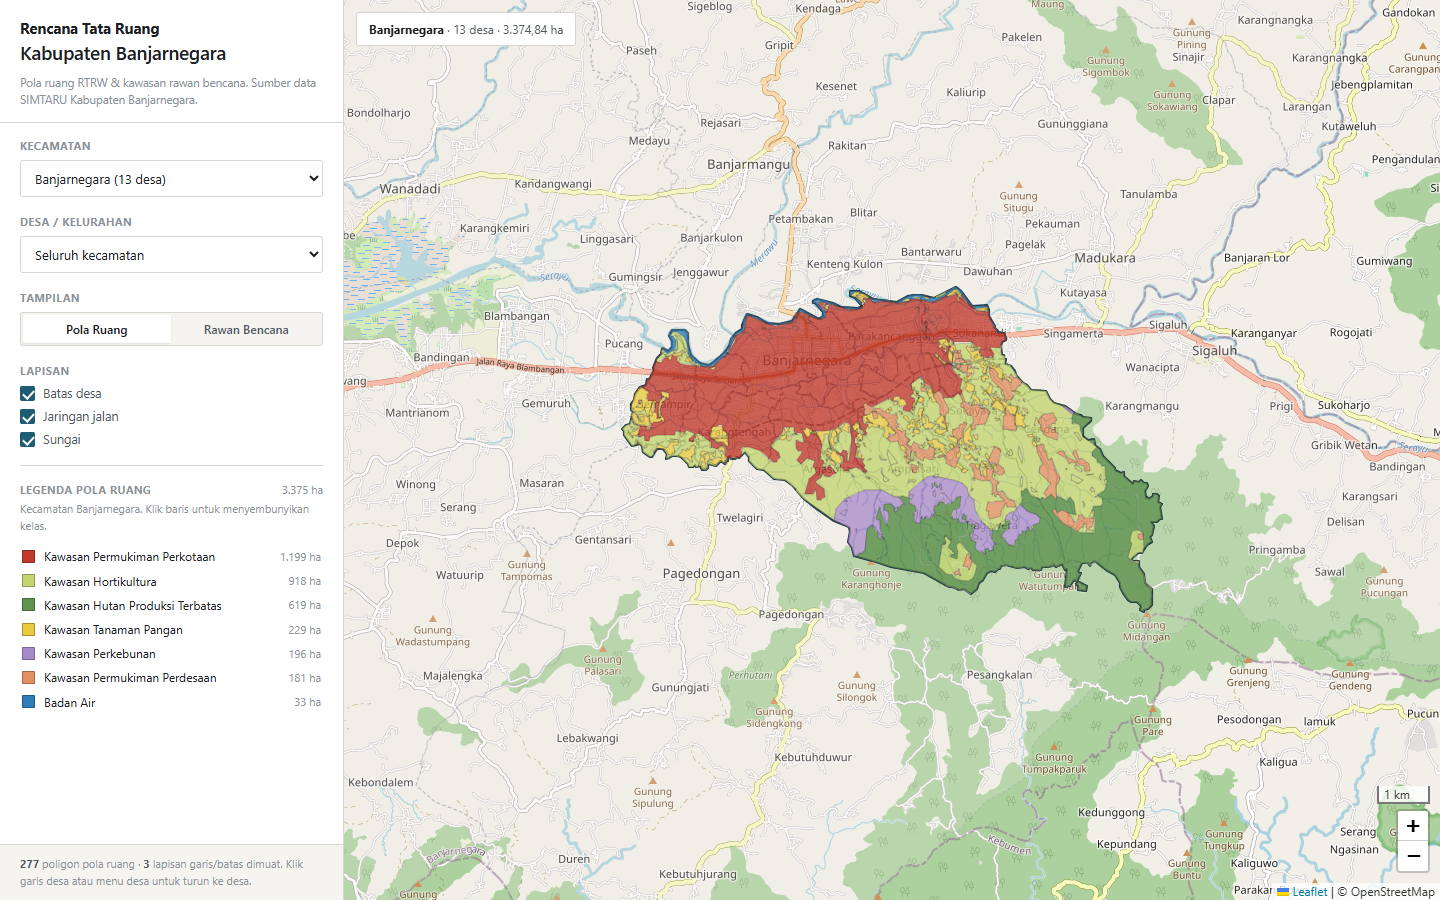 Rencana Tata Ruang
Kabupaten Banjarnegara
Pola ruang RTRW & kawasan rawan bencana. Sumber data
SIMTARU Kabupaten Banjarnegara.
KECAMATAN
Banjarnegara (13 desa)
DESA / KELURAHAN
Seluruh kecamatan
TAMPILAN
Pola Ruang
Rawan Bencana
LAPISAN
Batas desa
Jaringan jalan
Sungai
LEGENDA POLA RUANG 3.375 ha
Kecamatan Banjarnegara. Klik baris untuk menyembunyikan
kelas.
Kawasan Permukiman Perkotaan 1.199 ha
Kawasan Hortikultura 918 ha
Kawasan Hutan Produksi Terbatas 619 ha
Kawasan Tanaman Pangan 229 ha
Kawasan Perkebunan 196 ha
Kawasan Permukiman Perdesaan 181 ha
Badan Air 33 ha
277 poligon pola ruang · 3 lapisan garis/batas dimuat. Klik
garis desa atau menu desa untuk turun ke desa.
Banjarnegara · 13 desa · 3.374,84 ha
Sigeblog
Kendaga
Gandokan
Karangnangka
Gripit
Pakelen
Gunung
Pining
Sinajir
Paseh
Karangnangka
Gunung
Sigombok
Kesenet
Kaliurip
Gunung
Sokawiang
Clapar
Jebengplamitan
Larangan
Bondolharjo
Rejasari
Gununggiana
Kutaweluh
Medayu
Rakitan
Banjarmangu
Pengandulan
Wanadadi
Kandangwangi
Gunung
Situgu
Tanulamba
Petambakan
Blitar
Pekauman
Karangkemiri
Linggasari
Banjarkulon
Merawu
Pagelak
Bantarwaru
Madukara
Banjaran Lor
Gumiwang
Kenteng Kulon
Dawuhan
Gumingsir
Jenggawur
Kutayasa
Blambangan
Singamerta
Sigaluh
Karanganyar
Rogojati
Pucang
Sigaluh
Bandingan
Jalan Raya Blambangan
Banjarnegara
Wanacipta
Gemuruh
Mantrianom
Karangmangu
Prigi
Sukoharjo
Gribik Wetan
Bandingan
Winong
Masaran
Serang
Karangsari
Twelagiri
Delisan
Depok
Gentansari
Pringamba
Watuurip
Gunung
Tampomas
Pagedongan
Gunung
Karanghonje
Gunung
Sawal
Gunung
Pucungan
Pagedongan
Gunung
Midangan
Gunung
Wadastumpang
Gunung
Palasari
Perhutani
Majalengka
Gunungjati
Gunung
Silongok
Pesangkalan
Gunung
Grenjeng
Gunung
Gendeng
Gunung
Sidengkong
Gunung
Pare
Pesodongan
Iamuk
Lebakwangi
Kebutuhduwur
Gunung
Tumpakparuk
Kaligua
Kebondalem
Gunung
Sipulung
1 km
Kedunggong
Serang
Kebumen
Kepundang
Gunung
Tungkup
Ngasinan
Banjarnegara
Duren
Gunung
Buntu
Kaliguwo
Kebutuhjurang
Gunung
+
−
Leaflet | © OpenStreetMap